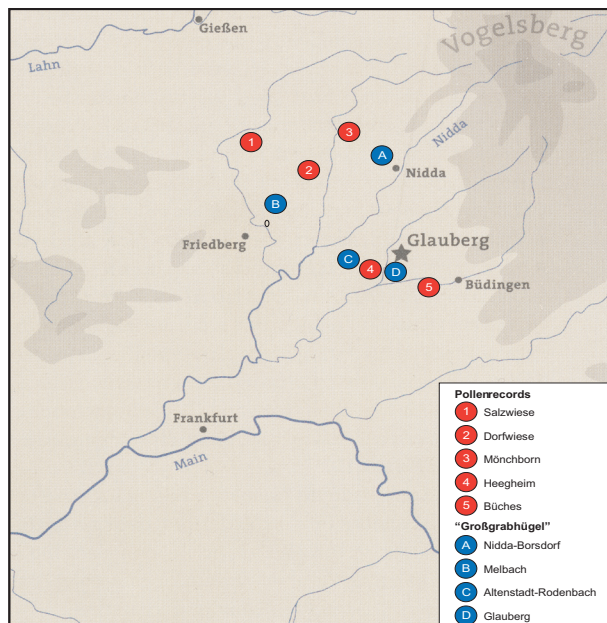 Gießen
Vogelsberg
Lahn
1
3
Nidda
A
2
Nidda
B
0
Friedberg
Glauberg
C
4
D
5
Büdingen
Frankfurt
Main
Pollenrecords
1 Salzwiese
2 Dorfwiese
3 Mönchborn
4 Heegheim
5 Büches
“Großgrabhügel”
A Nidda-Borsdorf
B Melbach
C Altenstadt-Rodenbach
D Glauberg